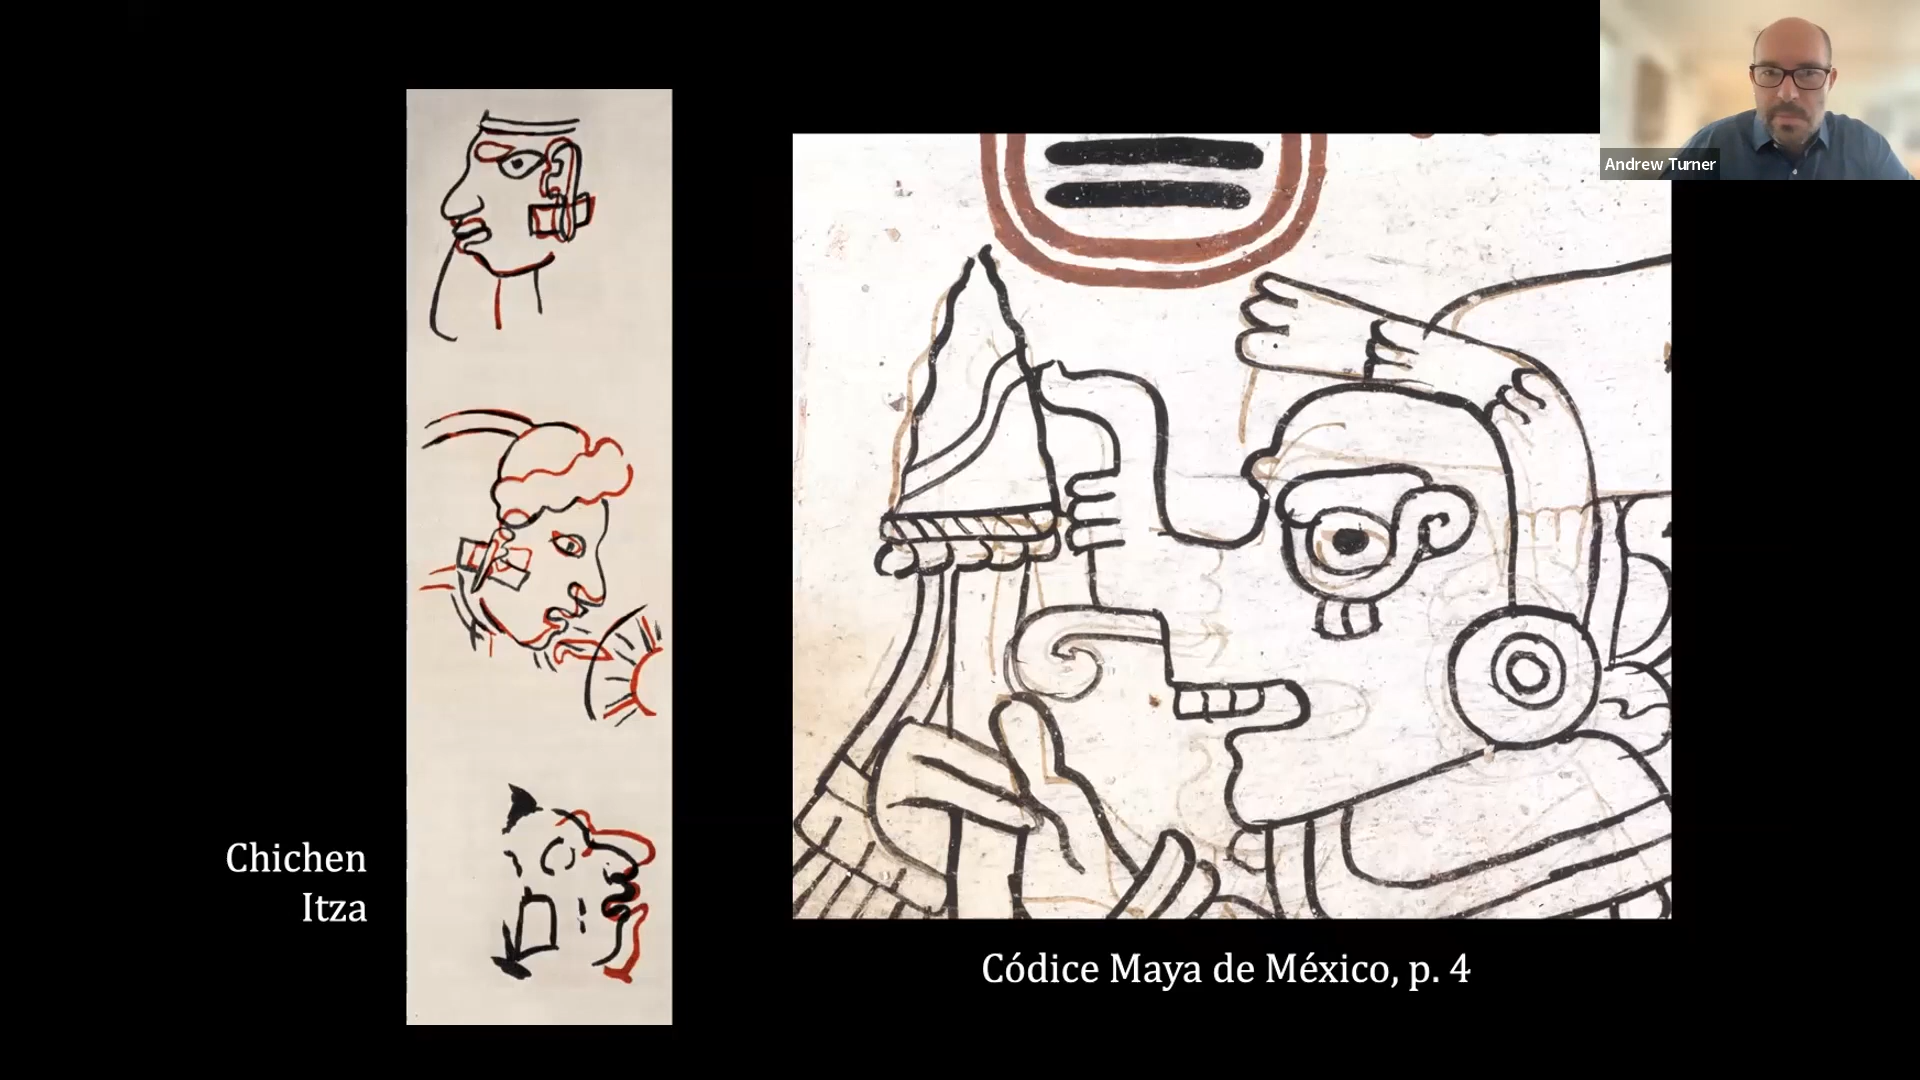 Andrew Turner
Chichen
Itza
Códice Maya de México, p. 4